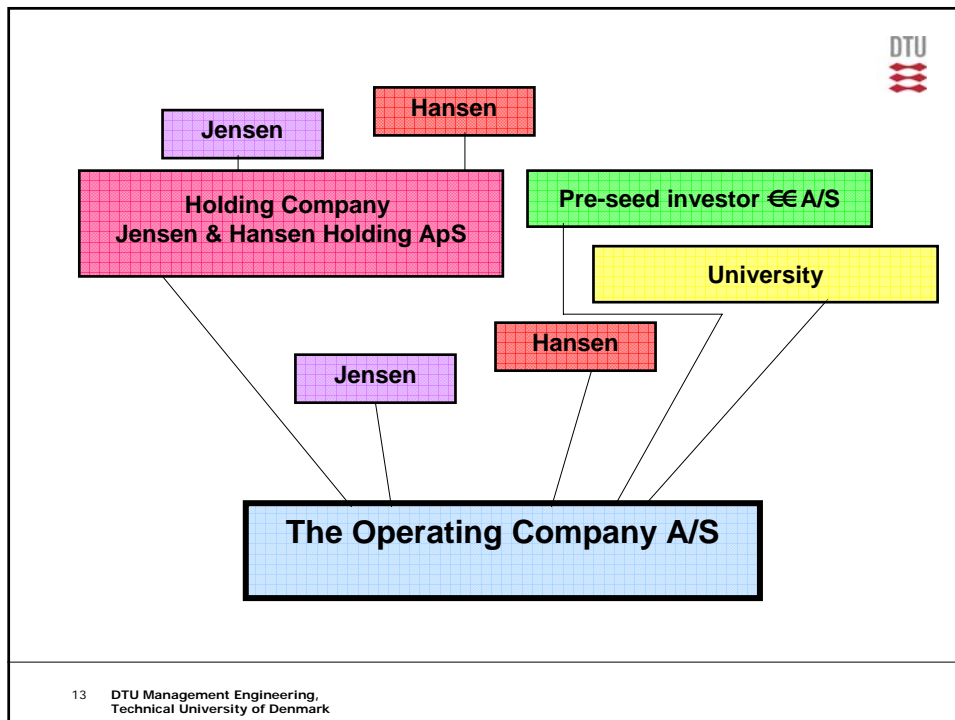 DTU
Hansen
Jensen
Holding Company
Jensen & Hansen Holding ApS
Pre-seed investor €€ A/S
University
Hansen
Jensen
The Operating Company A/S
13 DTU Management Engineering,
Technical University of Denmark